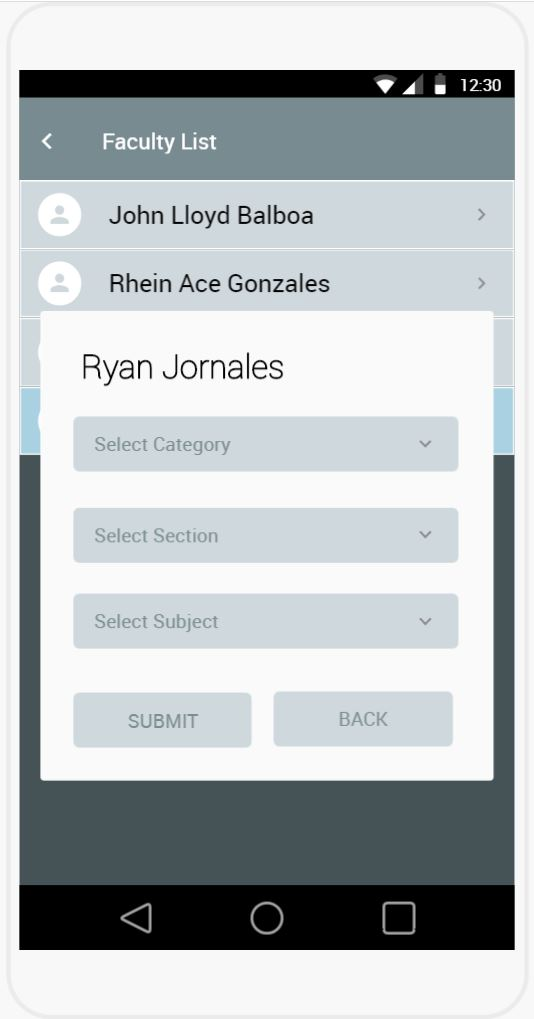 12:30
Faculty List
John Lloyd Balboa
Rhein Ace Gonzales
Ryan Jornales
Select Category
Select Section
Select Subject
SUBMIT BACK